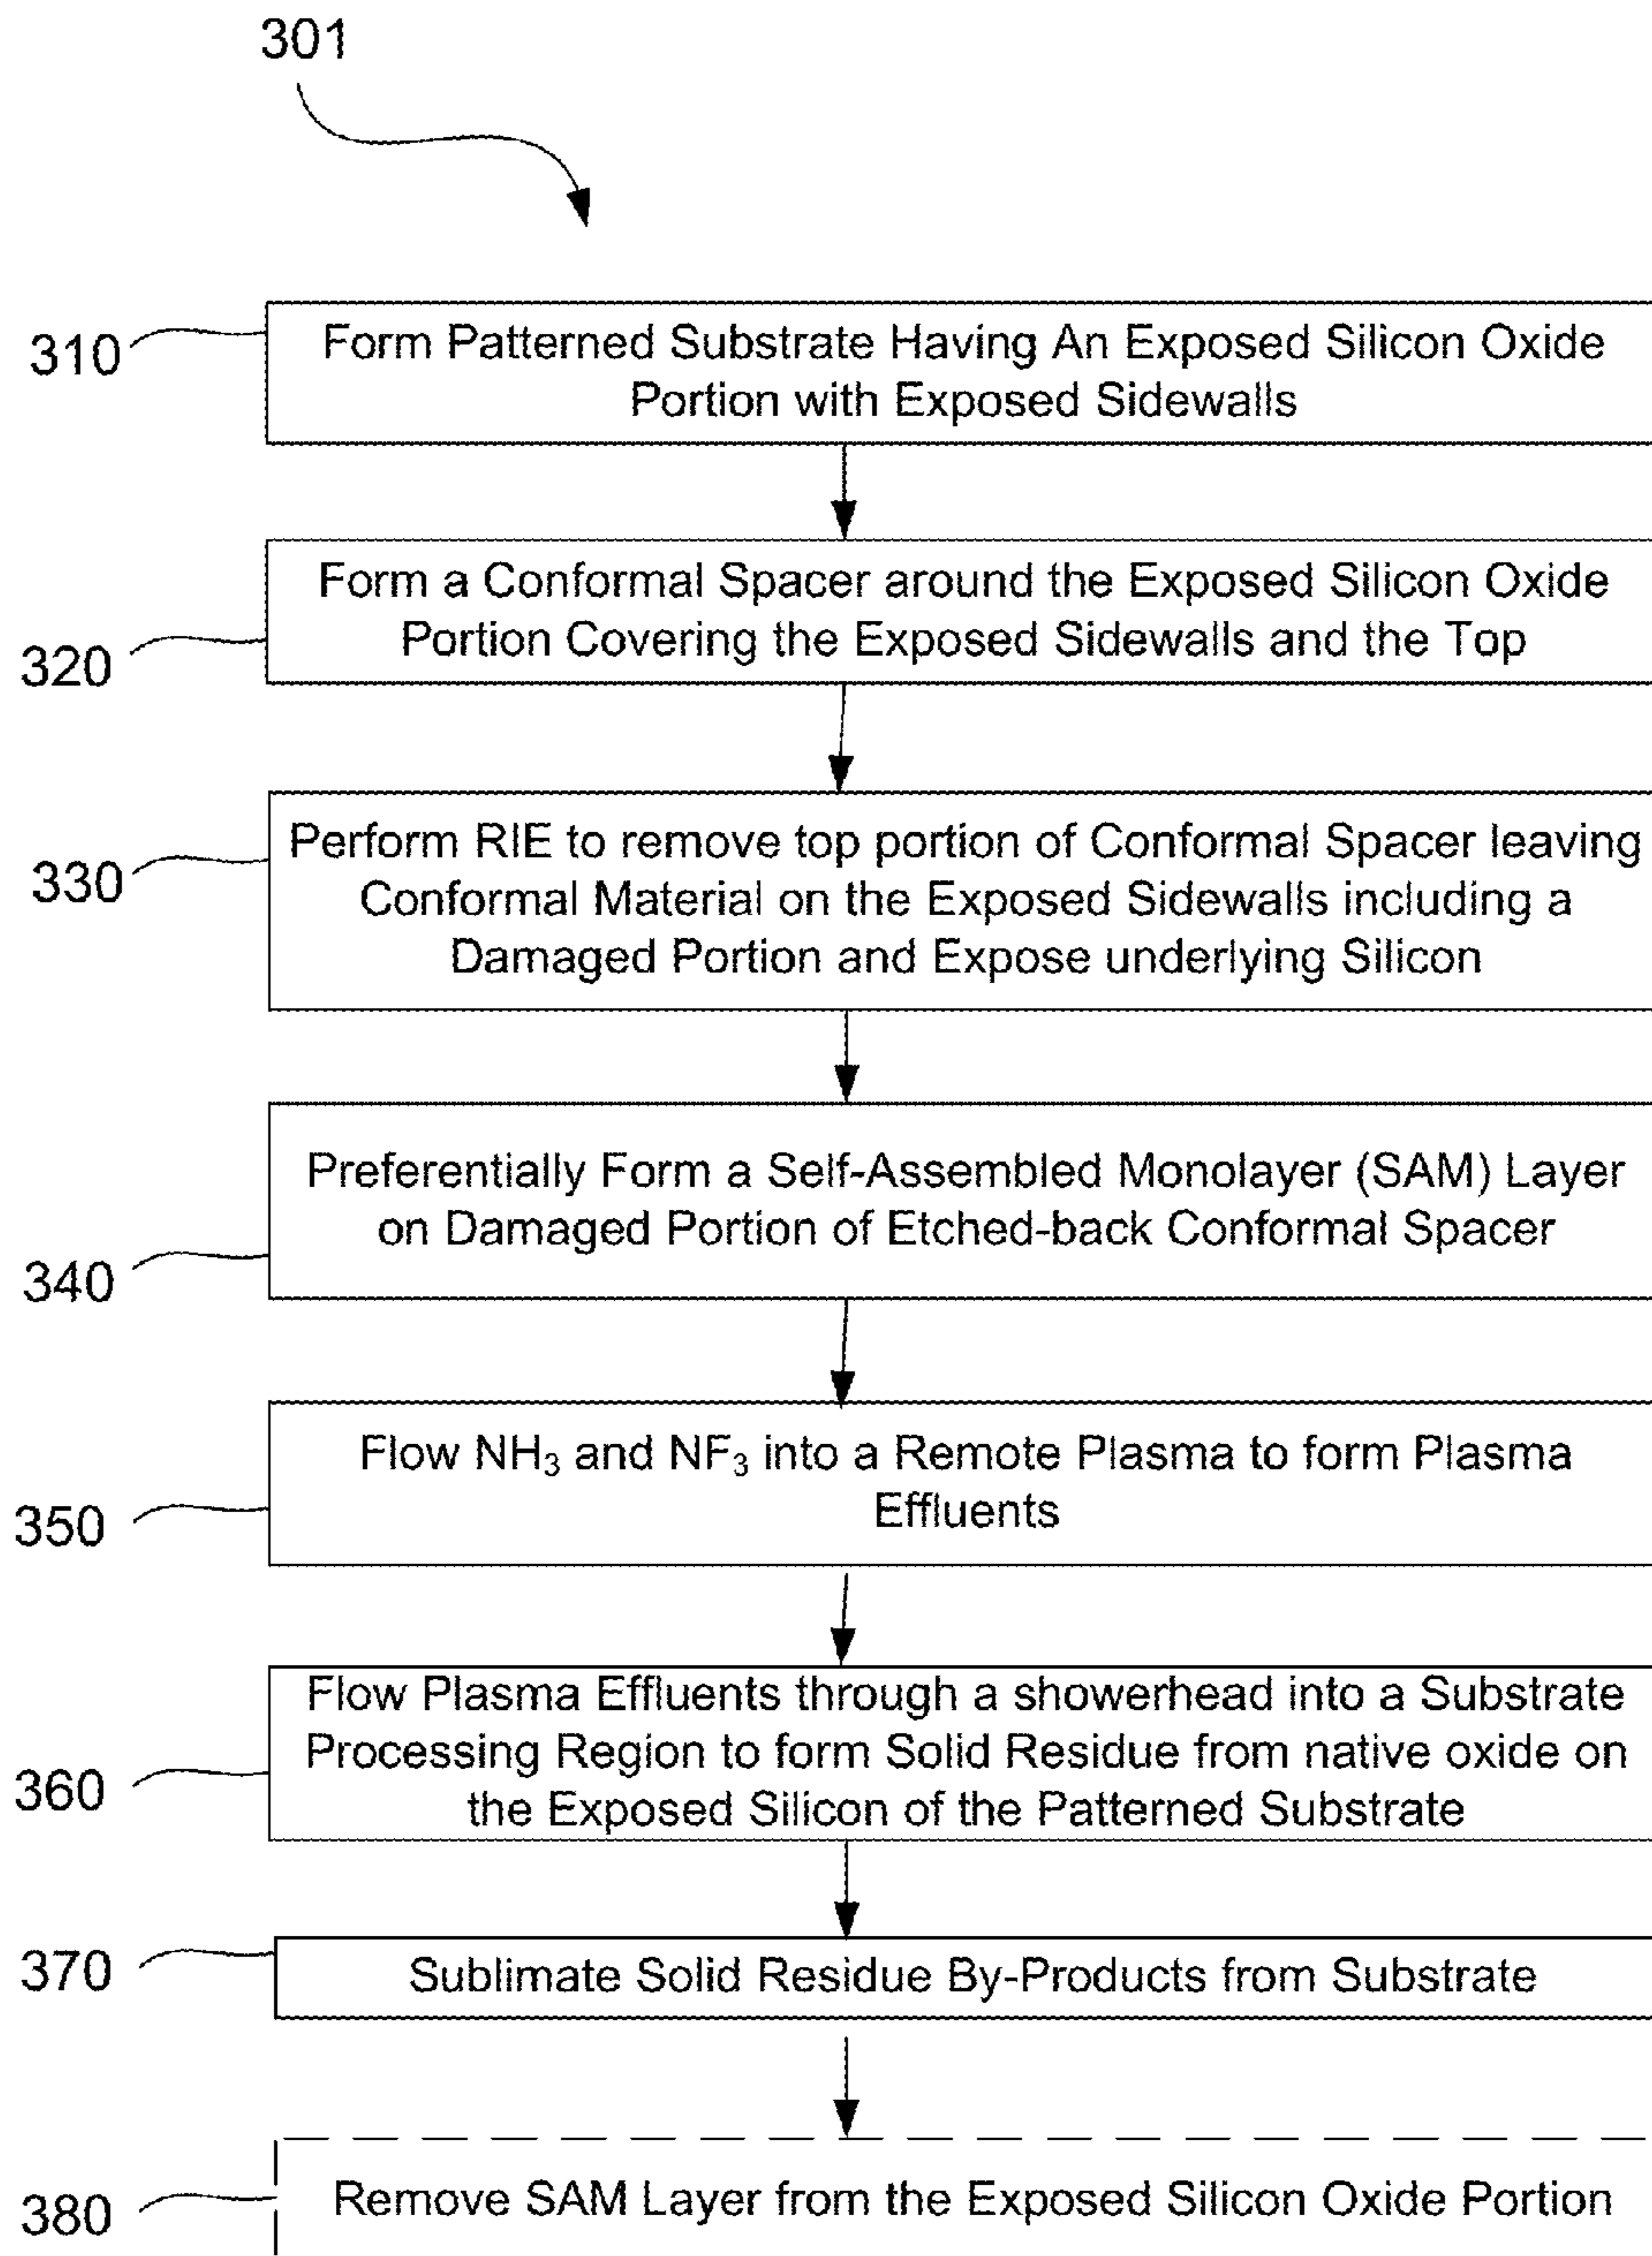 301
310
Form Patterned Substrate Having An Exposed Silicon Oxide
Portion with Exposed Sidewalls
320
Form a Conformal Spacer around the Exposed Silicon Oxide
Portion Covering the Exposed Sidewalls and the Top
330
Perform RIE to remove top portion of Conformal Spacer leaving
Conformal Material on the Exposed Sidewalls including a
Damaged Portion and Expose underlying Silicon
340
Preferentially Form a Self-Assembled Monolayer (SAM) Layer
on Damaged Portion of Etched-back Conformal Spacer
350
Flow NH₃ and NF₃ into a Remote Plasma to form Plasma
Effluents
360
Flow Plasma Effluents through a showerhead into a Substrate
Processing Region to form Solid Residue from native oxide on
the Exposed Silicon of the Patterned Substrate
370
Sublimate Solid Residue By-Products from Substrate
380
Remove SAM Layer from the Exposed Silicon Oxide Portion